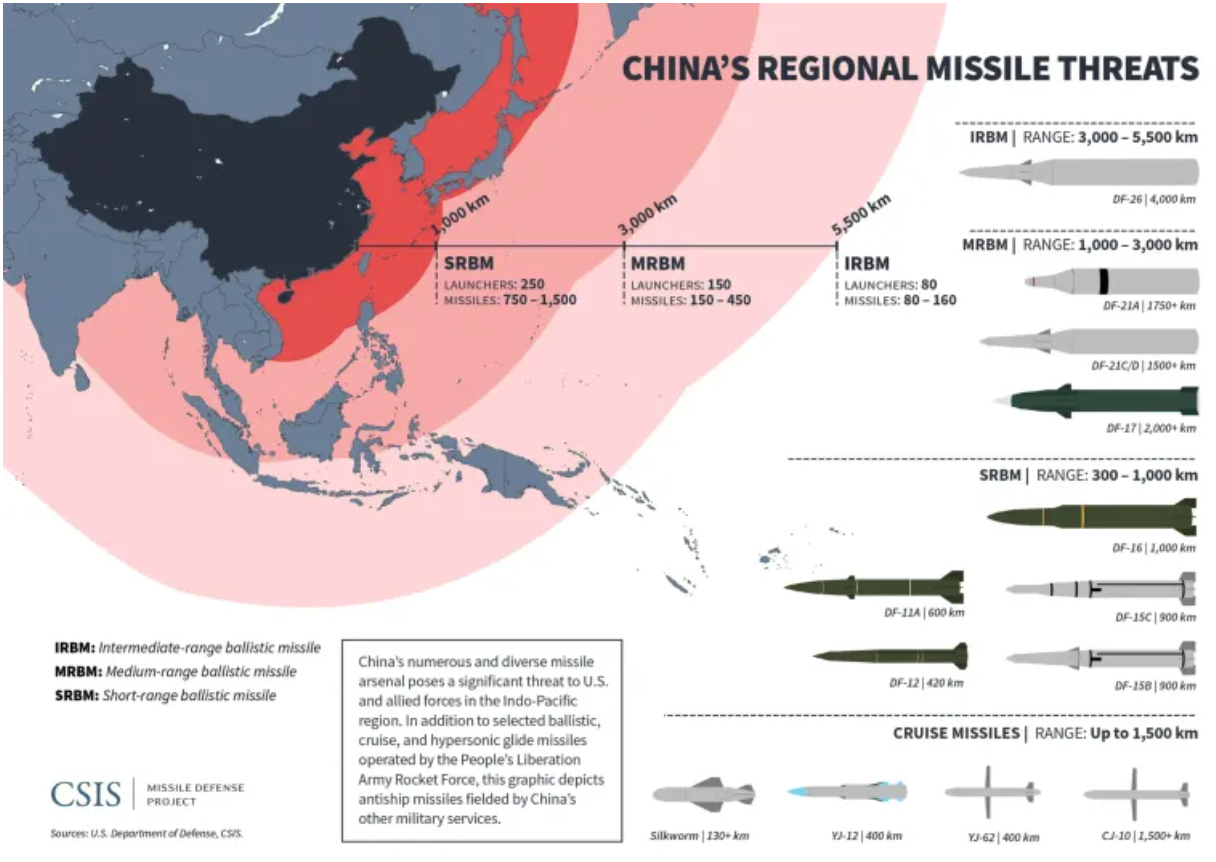 CHINA'S REGIONAL MISSILE THREATS
IRBM | RANGE: 3,000 – 5,500 km
DF-26 | 4,000 km
MRBM | RANGE: 1,000 – 3,000 km
DF-21A | 1750+ km
DF-21C/D | 1500+ km
DF-17 | 2,000+ km
SRBM | RANGE: 300 – 1,000 km
DF-16 | 1,000 km
DF-11A | 600 km
DF-15C | 900 km
DF-12 | 420 km
DF-15B | 900 km
CRUISE MISSILES | RANGE: Up to 1,500 km
Silkworm | 130+ km
YJ-12 | 400 km
YJ-62 | 400 km
CJ-10 | 1,500+ km
1,000 km
3,000 km
5,500 km
SRBM
LAUNCHERS: 250
MISSILES: 750 – 1,500
MRBM
LAUNCHERS: 150
MISSILES: 150 – 450
IRBM
LAUNCHERS: 80
MISSILES: 80 – 160
IRBM: Intermediate-range ballistic missile
MRBM: Medium-range ballistic missile
SRBM: Short-range ballistic missile
China's numerous and diverse missile
arsenal poses a significant threat to U.S.
and allied forces in the Indo-Pacific
region. In addition to selected ballistic,
cruise, and hypersonic glide missiles
operated by the People's Liberation
Army Rocket Force, this graphic depicts
antiship missiles fielded by China's
other military services.
CSIS
MISSILE DEFENSE
PROJECT
Sources: U.S. Department of Defense, CSIS.